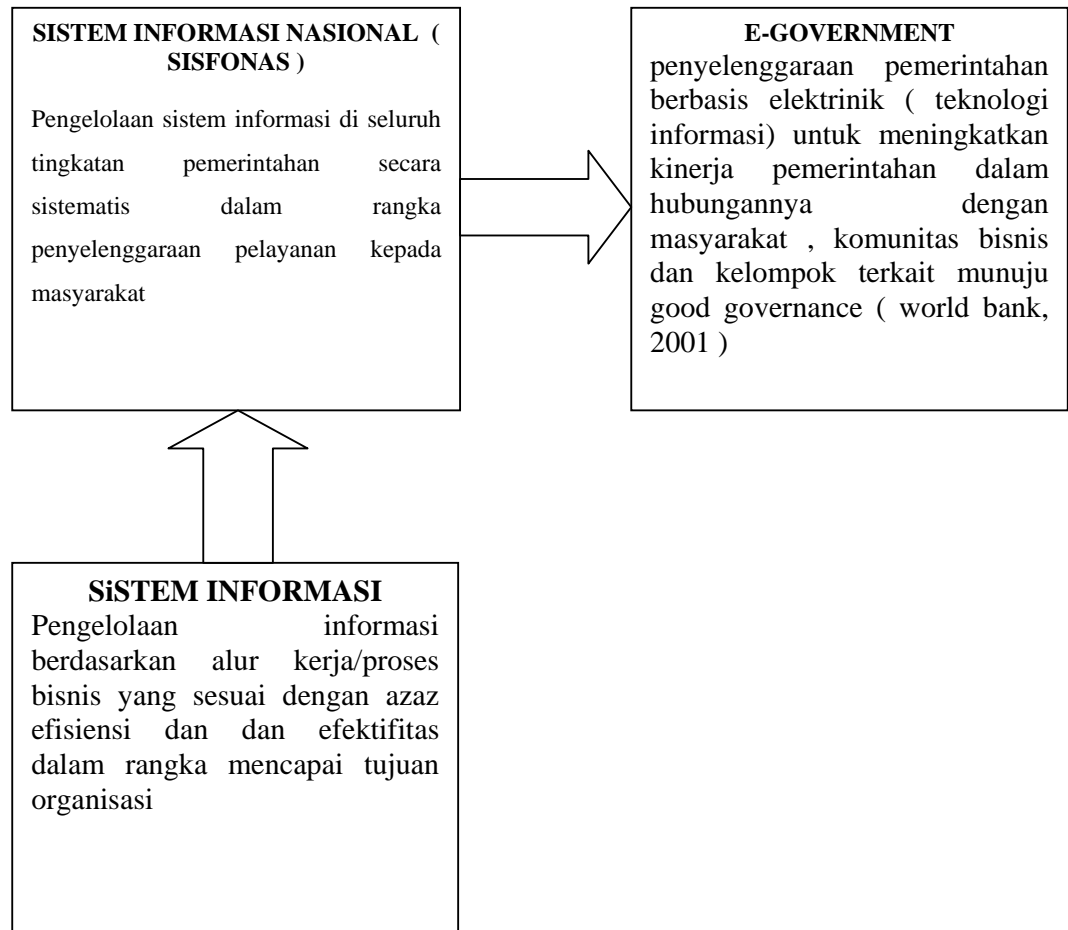 SISTEM INFORMASI NASIONAL (
SISFONAS )
Pengelolaan sistem informasi di seluruh
tingkatan pemerintahan secara
sistematis dalam rangka
penyelenggaraan pelayanan kepada
masyarakat
E-GOVERNMENT
penyelenggaraan pemerintahan
berbasis elektrinik ( teknologi
informasi) untuk meningkatkan
kinerja pemerintahan dalam
hubungannya dengan
masyarakat , komunitas bisnis
dan kelompok terkait munuju
good governance ( world bank,
2001 )
SiSTEM INFORMASI
Pengelolaan informasi
berdasarkan alur kerja/proses
bisnis yang sesuai dengan azaz
efisiensi dan dan efektifitas
dalam rangka mencapai tujuan
organisasi